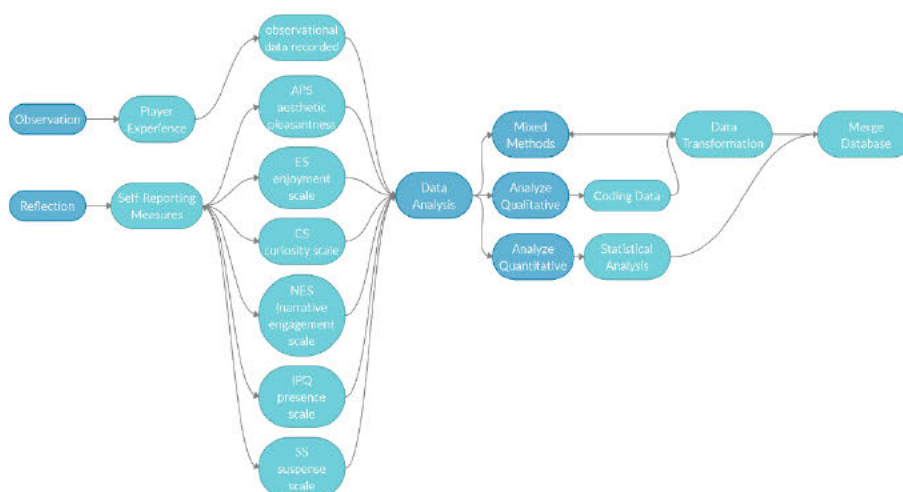 observational
data recorded
Observation
Player
Experience
APS
aesthetic
pleasantness
ES
enjoyment
scale
Reflection
Self-Reporting
Measures
CS
curiosity scale
NES
(narrative
engagement
scale
IPQ
presence
scale
SS
suspense
scale
Data
Analysis
Mixed
Methods
Analyze
Qualitative
Analyze
Quantitative
Coding Data
Statistical
Analysis
Data
Transformation
Merge
Database